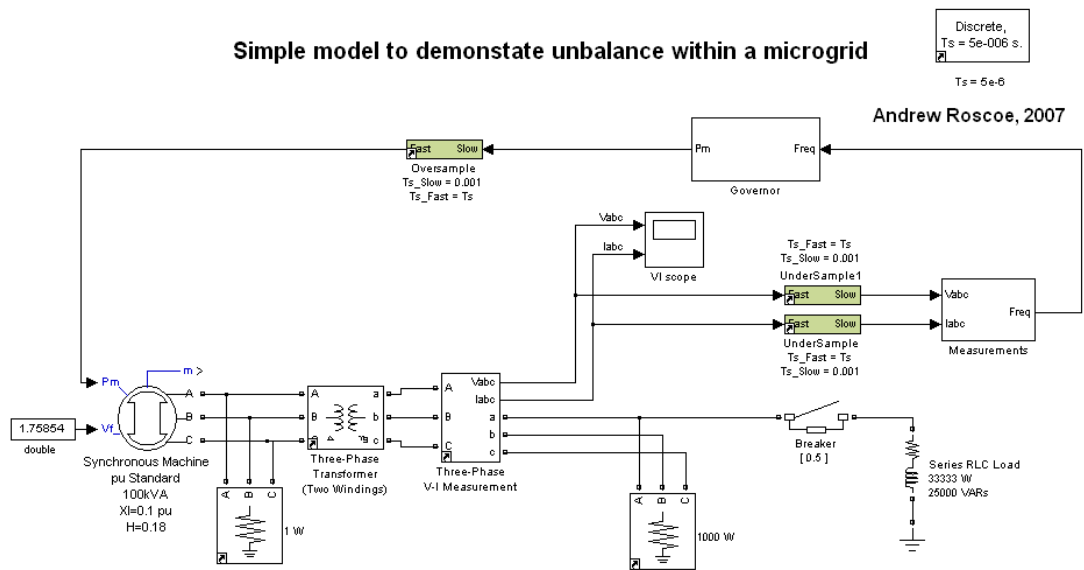 Simple model to demonstate unbalance within a microgrid
Discrete,
Ts = 5e-006 s.
Ts = 5e-6
Andrew Roscoe, 2007
Fast Slow
Oversample
Ts_Slow = 0.001
Ts_Fast = Ts
Pm Freq
Governor
Vabc
Iabc
VI scope
Ts_Fast = Ts
Ts_Slow = 0.001
UnderSample1
Fast Slow
Fast Slow
UnderSample
Ts_Fast = Ts
Ts_Slow = 0.001
Vabc
Iabc
Freq
Measurements
1.75854
double
Pm
Vf_
m
A
B
C
Synchronous Machine
pu Standard
100kVA
Xl=0.1 pu
H=0.18
A B C
1 W
A a
B b
C c
Three-Phase
Transformer
(Two Windings)
A
B
C
Vabc
Iabc
a
b
c
Three-Phase
V-I Measurement
A B C
1000 W
Breaker
[ 0.5 ]
Series RLC Load
33333 W
25000 VARs